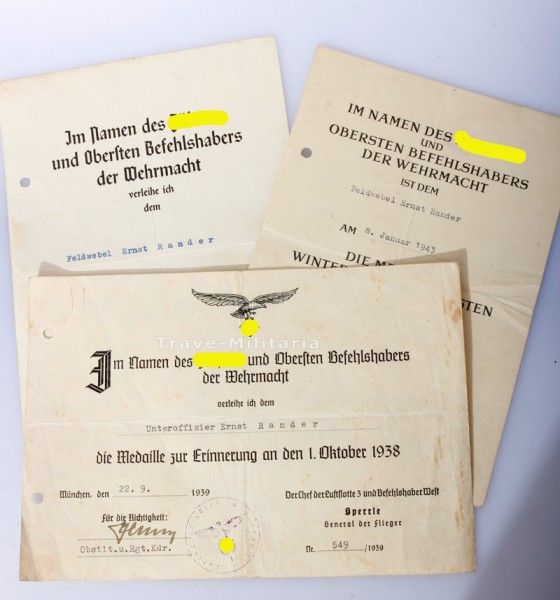 Im Namen des
und Obersten Befehlshabers
der Wehrmacht
verleihe ich
dem
Feldwebel Ernst Rander
IM NAMEN DES
UND
OBERSTEN BEFEHLSHABERS
DER WEHRMACHT
IST DEM
Feldwebel Ernst Rander
AM 8. Januar 1943
DIE
WINTER
STEN
Trave-Militaria
Im Namen des und Obersten Befehlshabers
der Wehrmacht
verleihe ich dem
Unteroffizier Ernst Rander
die Medaille zur Erinnerung an den 1. Oktober 1938
München, den 22. 9. 1939
Der Chef der Luftflotte 3 und Befehlshaber West
Für die Richtigkeit:
Sperrle
General der Flieger
Obstlt.u.Rgt.Kdr.
Nr. 549 /1939